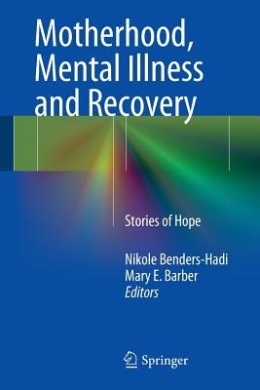 Motherhood,
Mental Illness
and Recovery
Stories of Hope
Nikole Benders-Hadi
Mary E. Barber
Editors
Springer